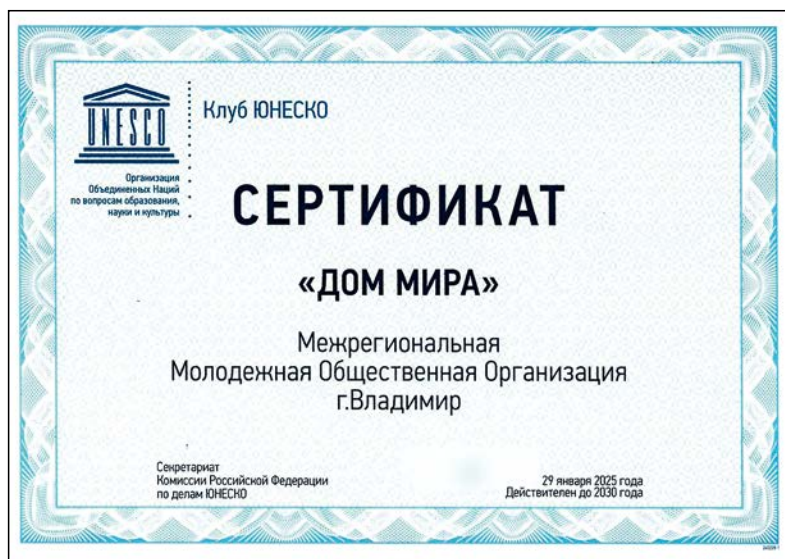 UNESCO
Организация
Объединенных Наций
по вопросам образования,
науки и культуры
Клуб ЮНЕСКО
СЕРТИФИКАТ
«ДОМ МИРА»
Межрегиональная
Молодежная Общественная Организация
г.Владимир
Секретариат
Комиссии Российской Федерации
по делам ЮНЕСКО
29 января 2025 года
Действителен до 2030 года